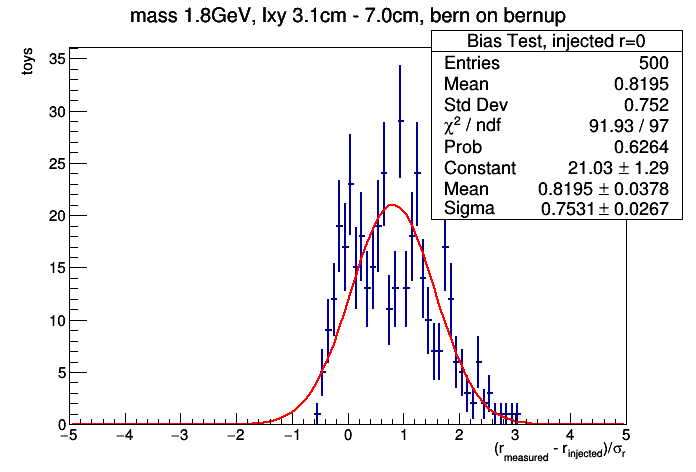 mass 1.8GeV, lxy 3.1cm - 7.0cm, bern on bernup
Bias Test, injected r=0
Entries 500
Mean 0.8195
Std Dev 0.752
χ² / ndf 91.93 / 97
Prob 0.6264
Constant 21.03 ± 1.29
Mean 0.8195 ± 0.0378
Sigma 0.7531 ± 0.0267
toys
35
30
25
20
15
10
5
0
−5 −4 −3 −2 −1 0 1 2 3 4 5
(r_measured - r_injected)/σ_r